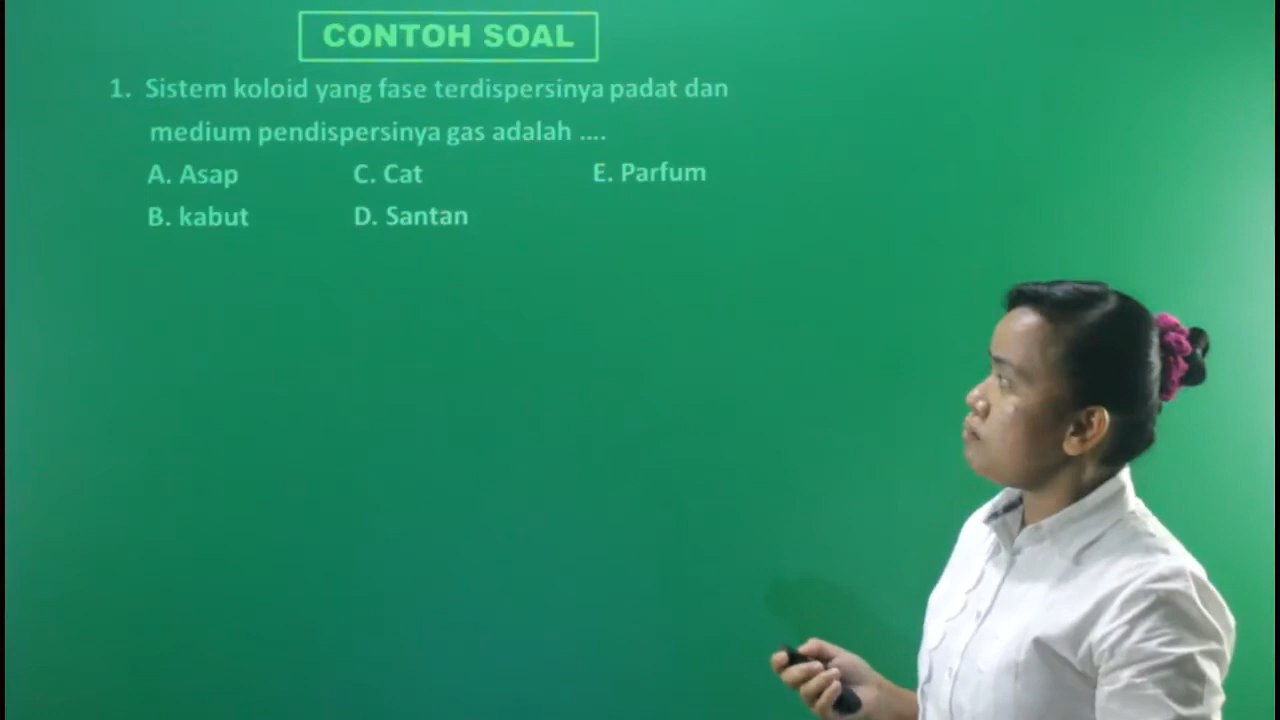 CONTOH SOAL
1. Sistem koloid yang fase terdispersinya padat dan
medium pendispersinya gas adalah ....
A. Asap C. Cat E. Parfum
B. kabut D. Santan